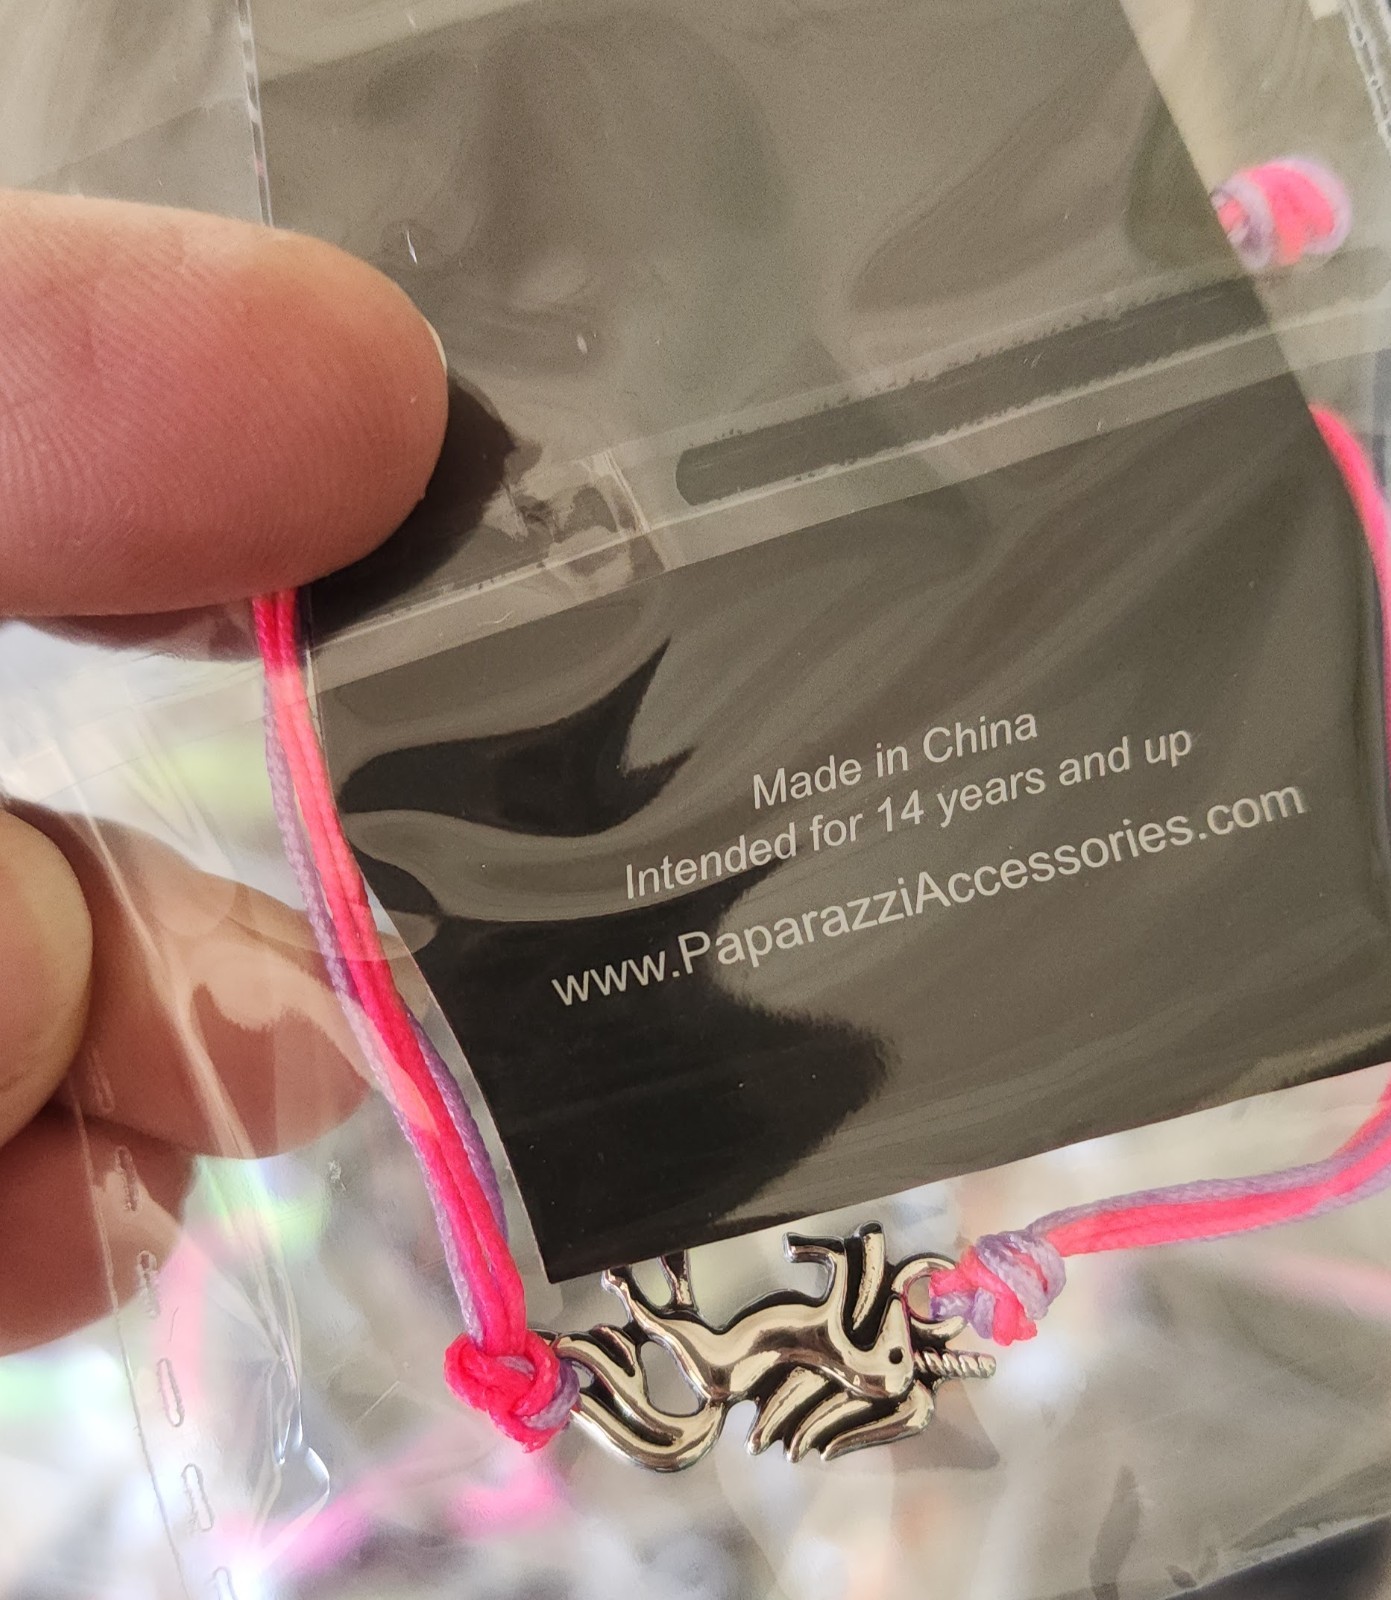 Made in China
Intended for 14 years and up
www.PaparazziAccessories.com